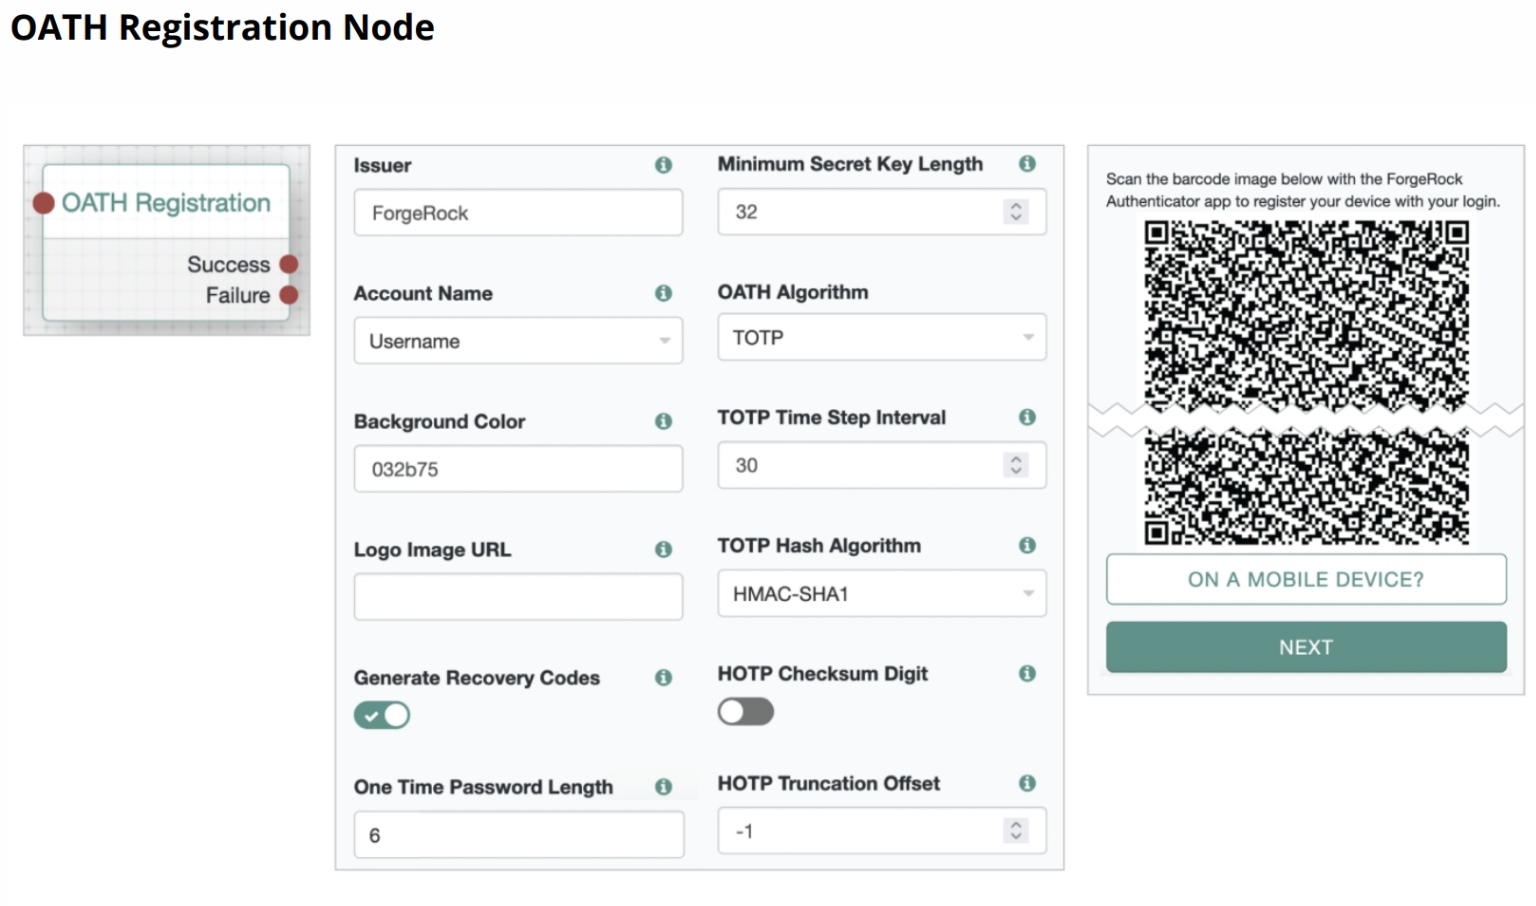 OATH Registration Node
OATH Registration
Success
Failure
Issuer
ForgeRock
Account Name
Username
Background Color
032b75
Logo Image URL
Generate Recovery Codes
One Time Password Length
6
Minimum Secret Key Length
32
OATH Algorithm
TOTP
TOTP Time Step Interval
30
TOTP Hash Algorithm
HMAC-SHA1
HOTP Checksum Digit
HOTP Truncation Offset
-1
Scan the barcode image below with the ForgeRock
Authenticator app to register your device with your login.
ON A MOBILE DEVICE?
NEXT